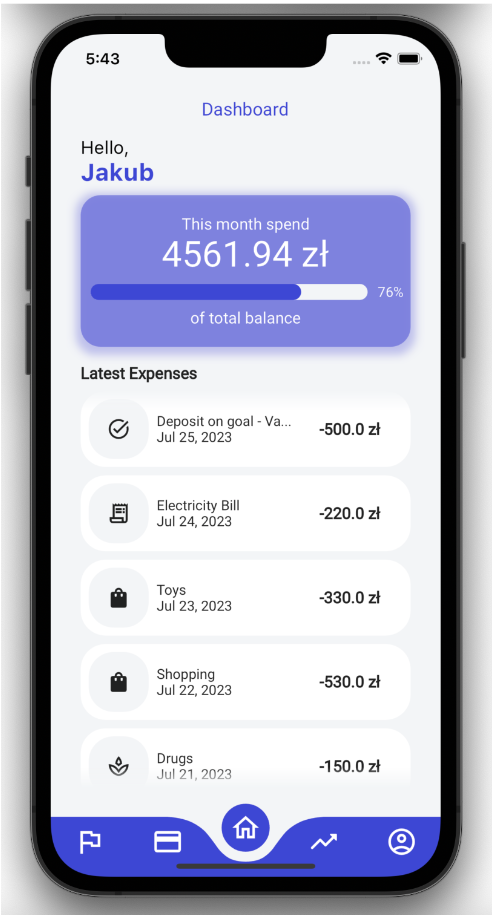 5:43
Dashboard
Hello,
Jakub
This month spend
4561.94 zł
76%
of total balance
Latest Expenses
Deposit on goal - Va...
-500.0 zł
Jul 25, 2023
Electricity Bill
-220.0 zł
Jul 24, 2023
Toys
-330.0 zł
Jul 23, 2023
Shopping
-530.0 zł
Jul 22, 2023
Drugs
-150.0 zł
Jul 21, 2023